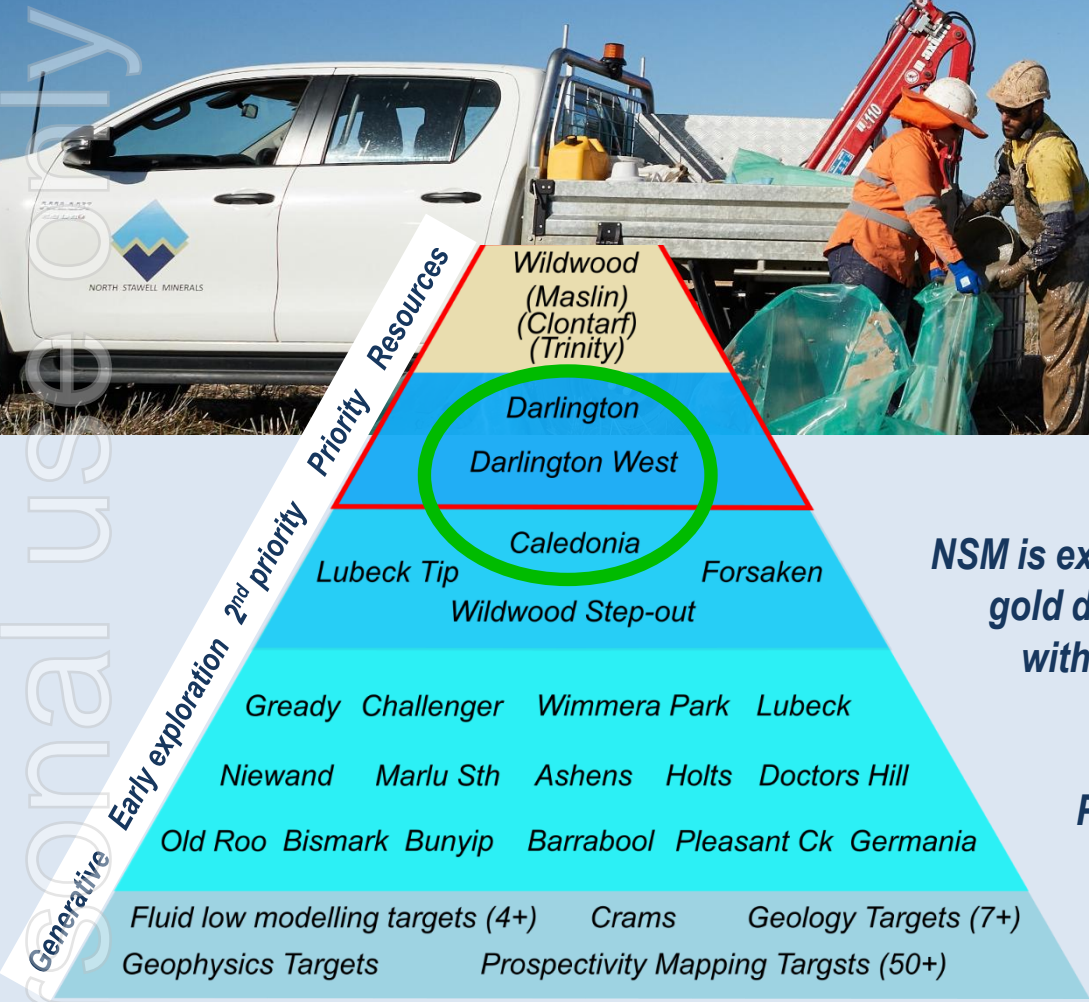 sonal use only
NORTH STAWELL MINERALS
110
Resources
Wildwood
(Maslin)
(Clontarf)
(Trinity)
Priority
Darlington
Darlington West
2nd priority
Caledonia
Lubeck Tip Forsaken
Wildwood Step-out
NSM is ex
gold d
with
Early exploration
Gready Challenger Wimmera Park Lubeck
Niewand Marlu Sth Ashens Holts Doctors Hill
Old Roo Bismark Bunyip Barrabool Pleasant Ck Germania
Generative
Fluid low modelling targets (4+) Crams Geology Targets (7+)
Geophysics Targets Prospectivity Mapping Targsts (50+)